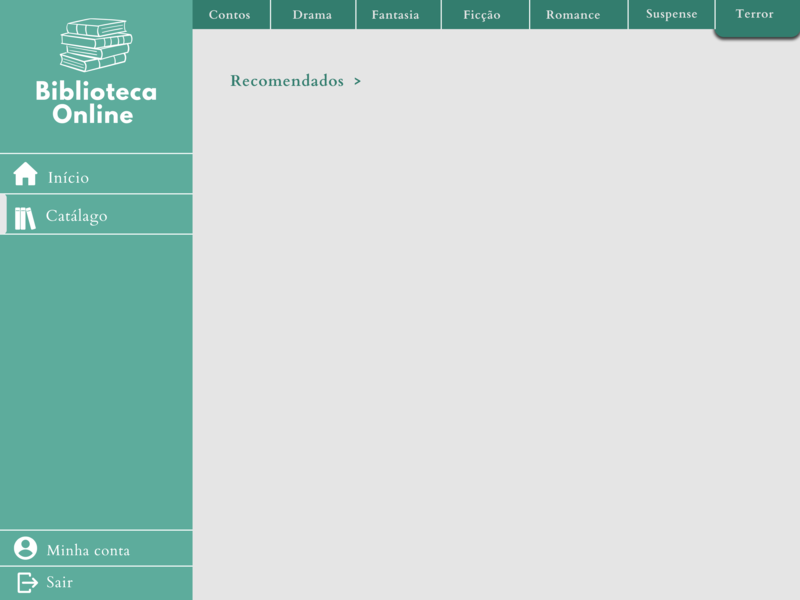 Biblioteca
Online
Início
Catálago
Minha conta
Sair
Contos
Drama
Fantasia
Ficção
Romance
Suspense
Terror
Recomendados >